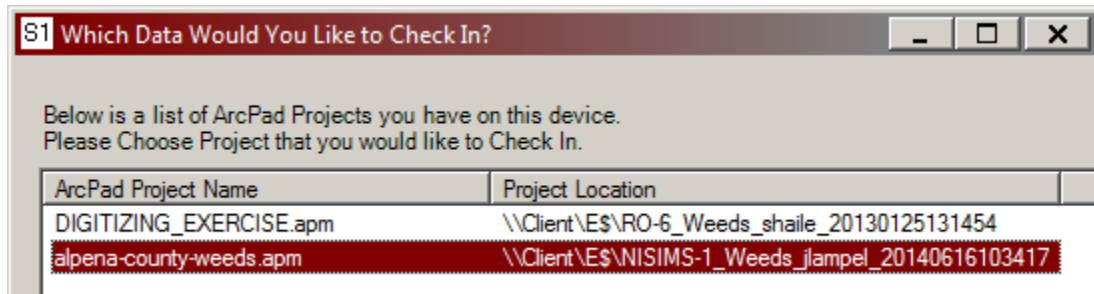 S1 Which Data Would You Like to Check In?
Below is a list of ArcPad Projects you have on this device.
Please Choose Project that you would like to Check In.
ArcPad Project Name Project Location
DIGITIZING_EXERCISE.apm \\Client\E$\RO-6_Weeds_shaile_20130125131454
alpena-county-weeds.apm \\Client\E$\NISIMS-1_Weeds_jlampel_20140616103417